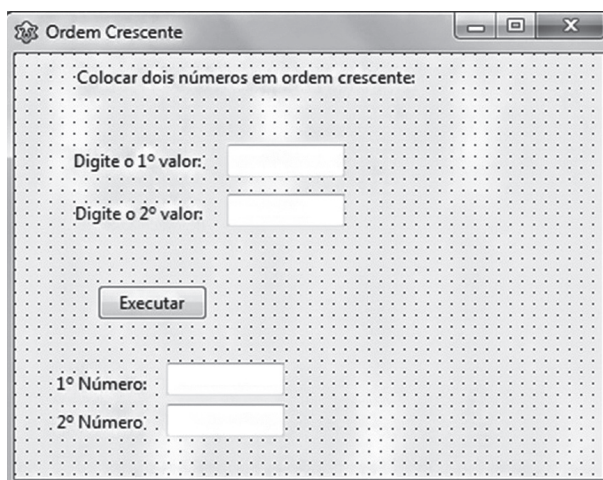 Ordem Crescente
Colocar dois números em ordem crescente:
Digite o 1º valor:
Digite o 2º valor:
Executar
1º Número:
2º Número